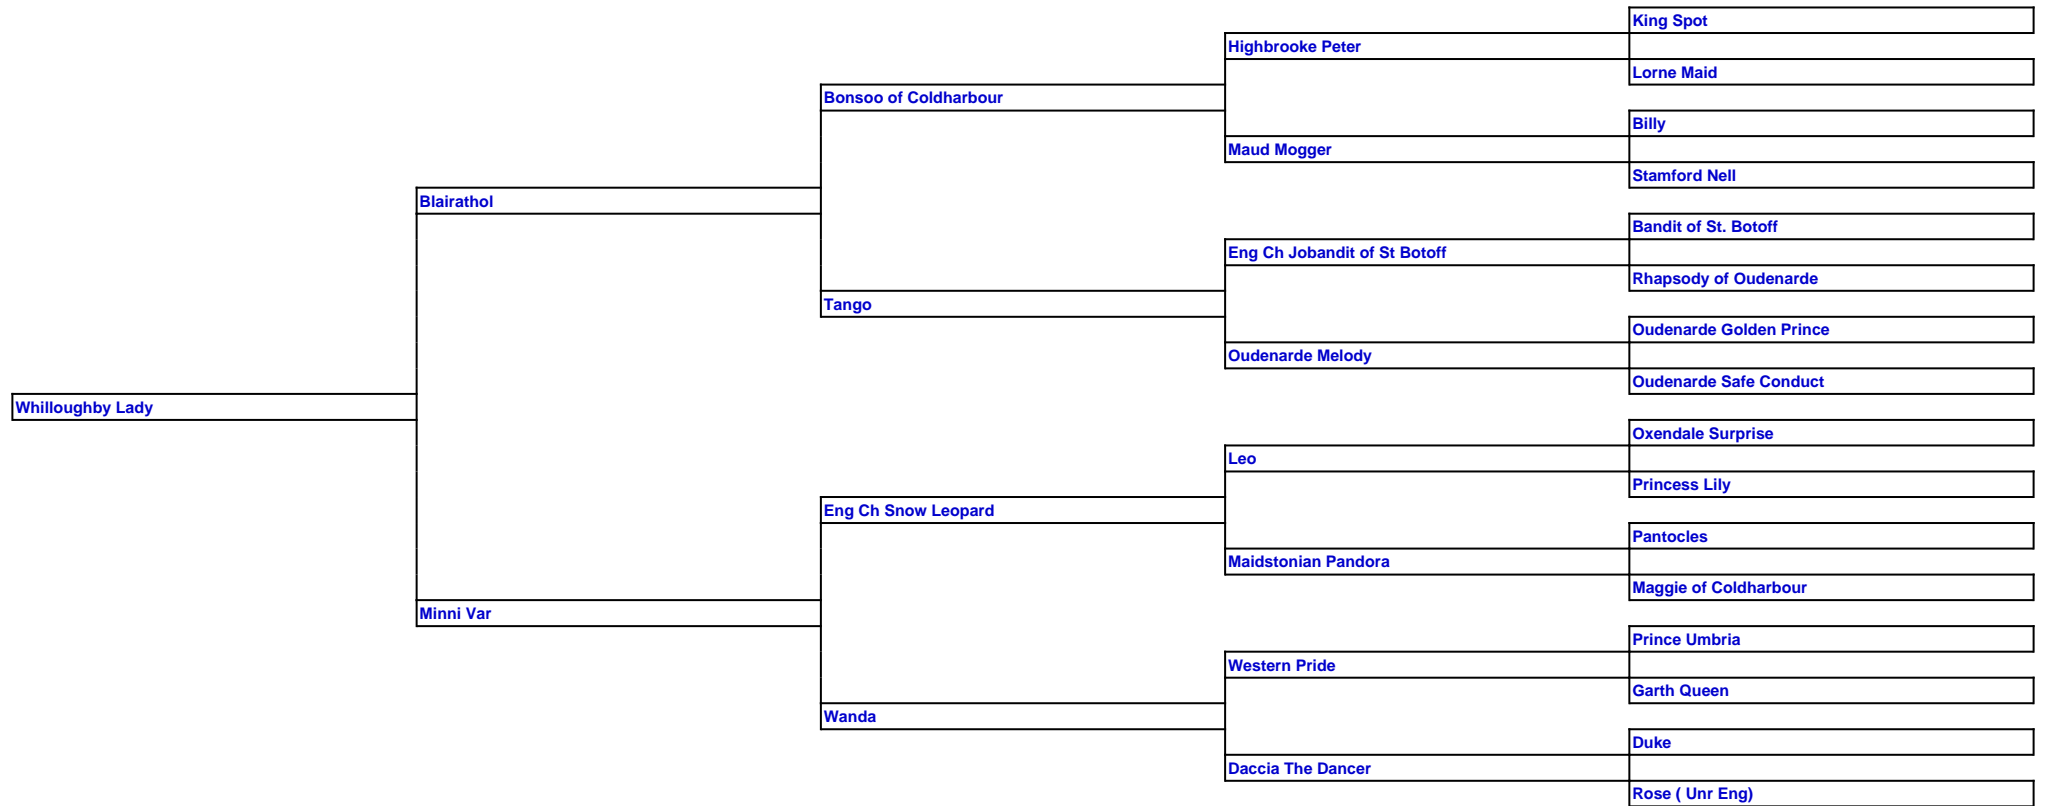 King Spot
Highbrooke Peter
Lorne Maid
Bonsoo of Coldharbour
Billy
Maud Mogger
Stamford Nell
Blairathol
Bandit of St. Botoff
Eng Ch Jobandit of St Botoff
Rhapsody of Oudenarde
Tango
Oudenarde Golden Prince
Oudenarde Melody
Oudenarde Safe Conduct
Whilloughby Lady
Oxendale Surprise
Leo
Princess Lily
Eng Ch Snow Leopard
Pantocles
Maidstonian Pandora
Maggie of Coldharbour
Minni Var
Prince Umbria
Western Pride
Garth Queen
Wanda
Duke
Daccia The Dancer
Rose ( Unr Eng)